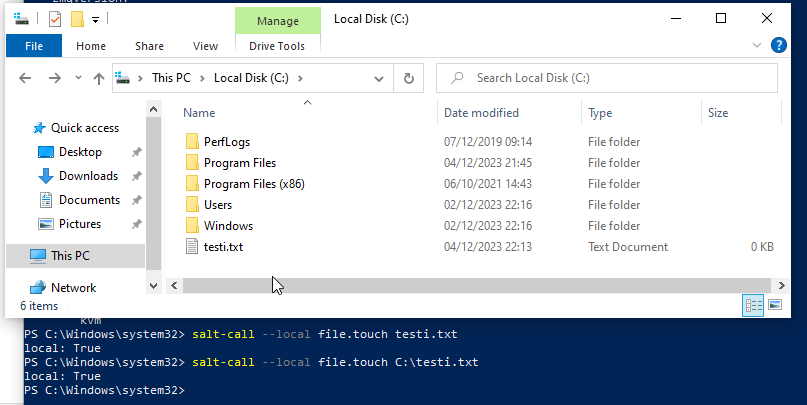 zmqversion:
Manage
Local Disk (C:)
File
Home
Share
View
Drive Tools
This PC
Local Disk (C:)
Search Local Disk (C:)
Name
Date modified
Type
Size
Quick access
Desktop
Downloads
Documents
Pictures
This PC
Network
PerfLogs 07/12/2019 09:14 File folder
Program Files 04/12/2023 21:45 File folder
Program Files (x86) 06/10/2021 14:43 File folder
Users 02/12/2023 22:16 File folder
Windows 02/12/2023 22:16 File folder
testi.txt 04/12/2023 22:13 Text Document 0 KB
6 items
kvm
PS C:\Windows\system32> salt-call --local file.touch testi.txt
local: True
PS C:\Windows\system32> salt-call --local file.touch C:\testi.txt
local: True
PS C:\Windows\system32>